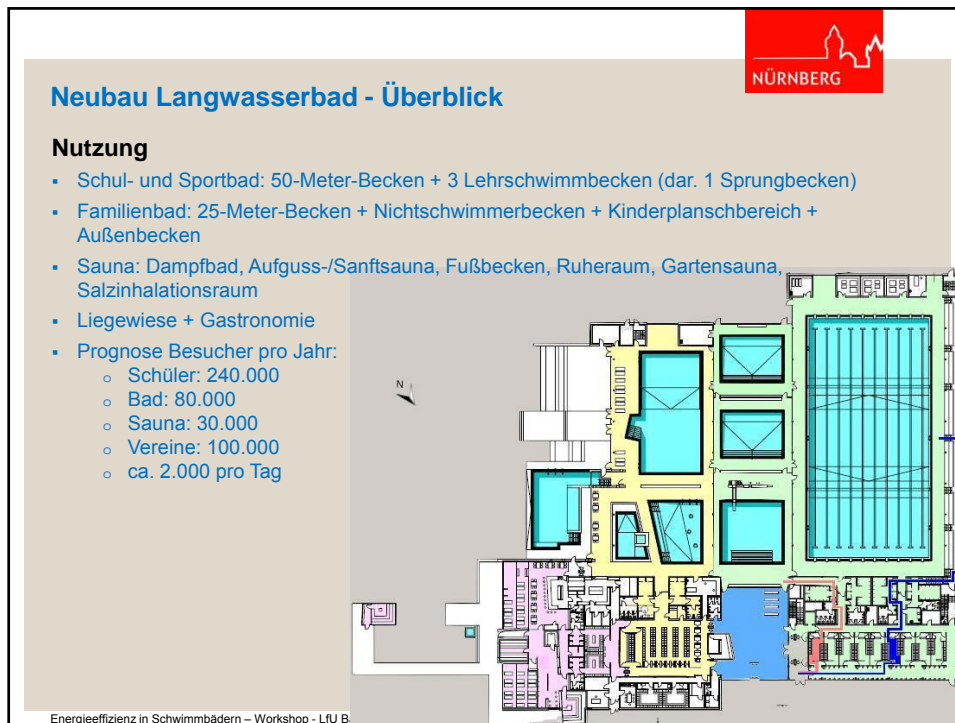 NÜRNBERG
Neubau Langwasserbad - Überblick
Nutzung
▪ Schul- und Sportbad: 50-Meter-Becken + 3 Lehrschwimmbecken (dar. 1 Sprungbecken)
▪ Familienbad: 25-Meter-Becken + Nichtschwimmerbecken + Kinderplanschbereich +
Außenbecken
▪ Sauna: Dampfbad, Aufguss-/Sanftsauna, Fußbecken, Ruheraum, Gartensauna,
Salzinhalationsraum
▪ Liegewiese + Gastronomie
▪ Prognose Besucher pro Jahr:
o Schüler: 240.000
o Bad: 80.000
o Sauna: 30.000
o Vereine: 100.000
o ca. 2.000 pro Tag
N
Energieeffizienz in Schwimmbädern – Workshop - LfU